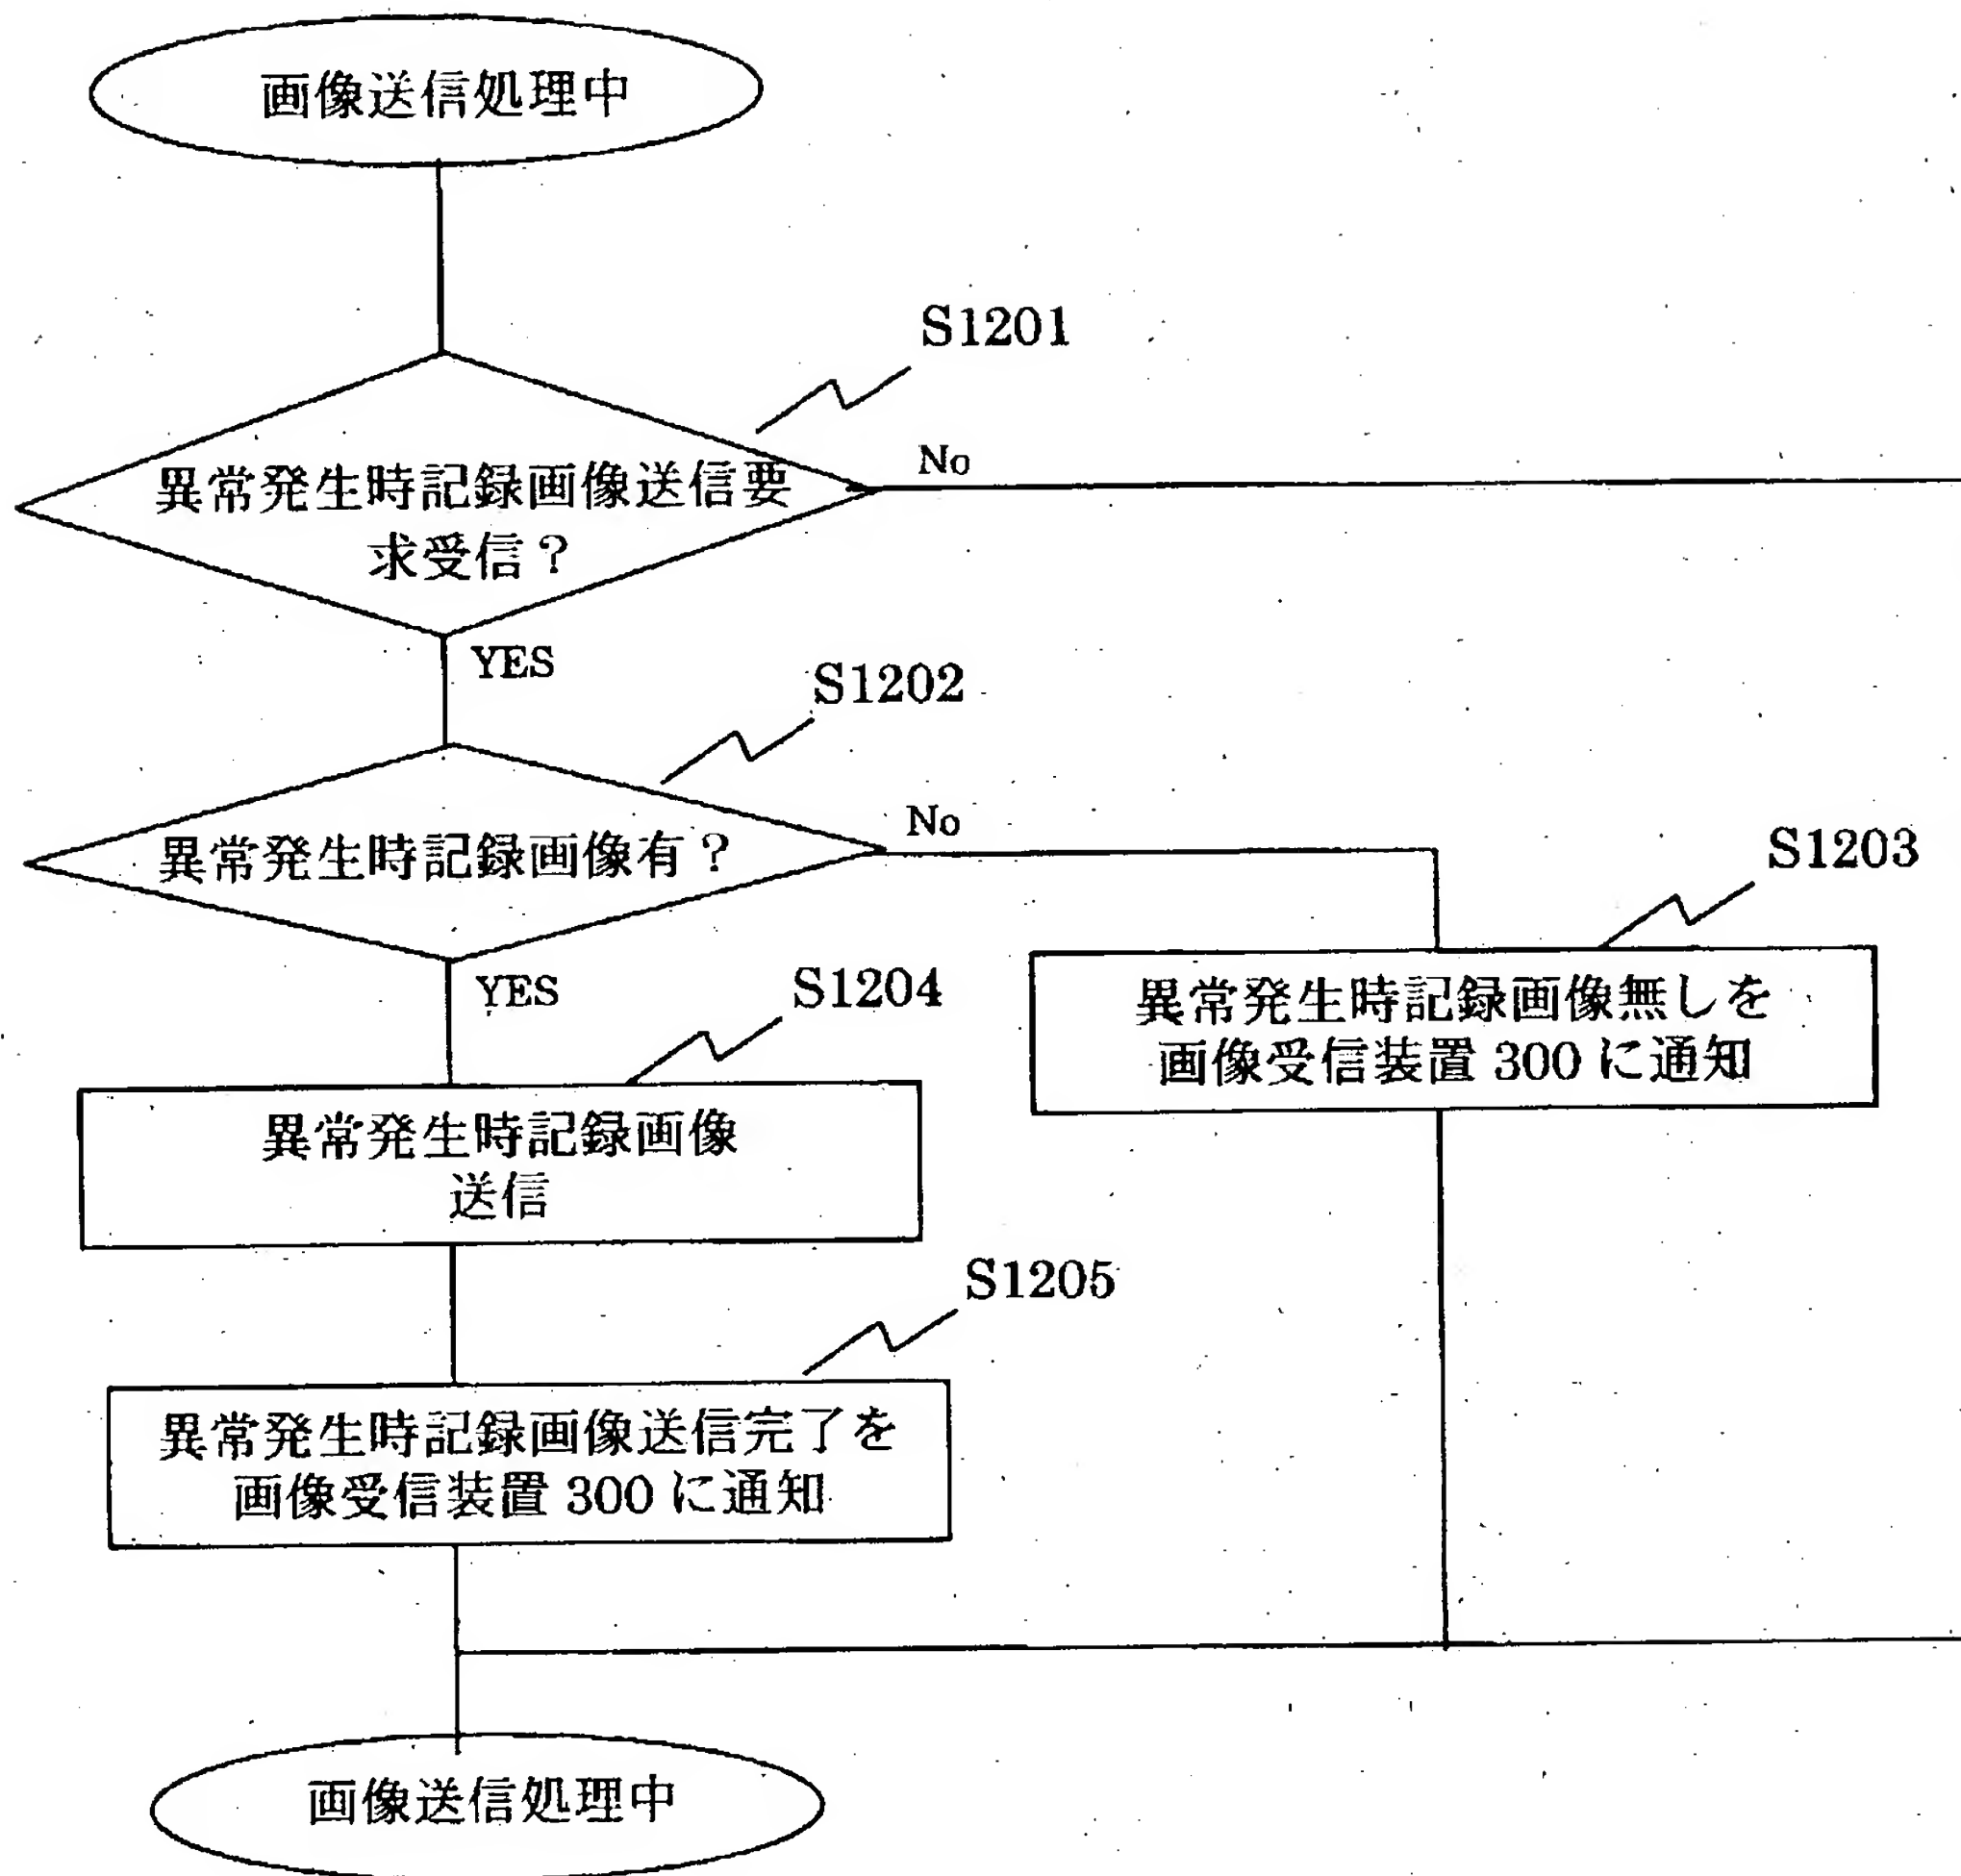 画像送信処理中
S1201
異常発生時記録画像送信要
求受信？
No
YES
S1202
異常発生時記録画像有？
No
YES
S1203
異常発生時記録画像無しを
画像受信装置 300 に通知
S1204
異常発生時記録画像
送信
S1205
異常発生時記録画像送信完了を
画像受信装置 300 に通知
画像送信処理中